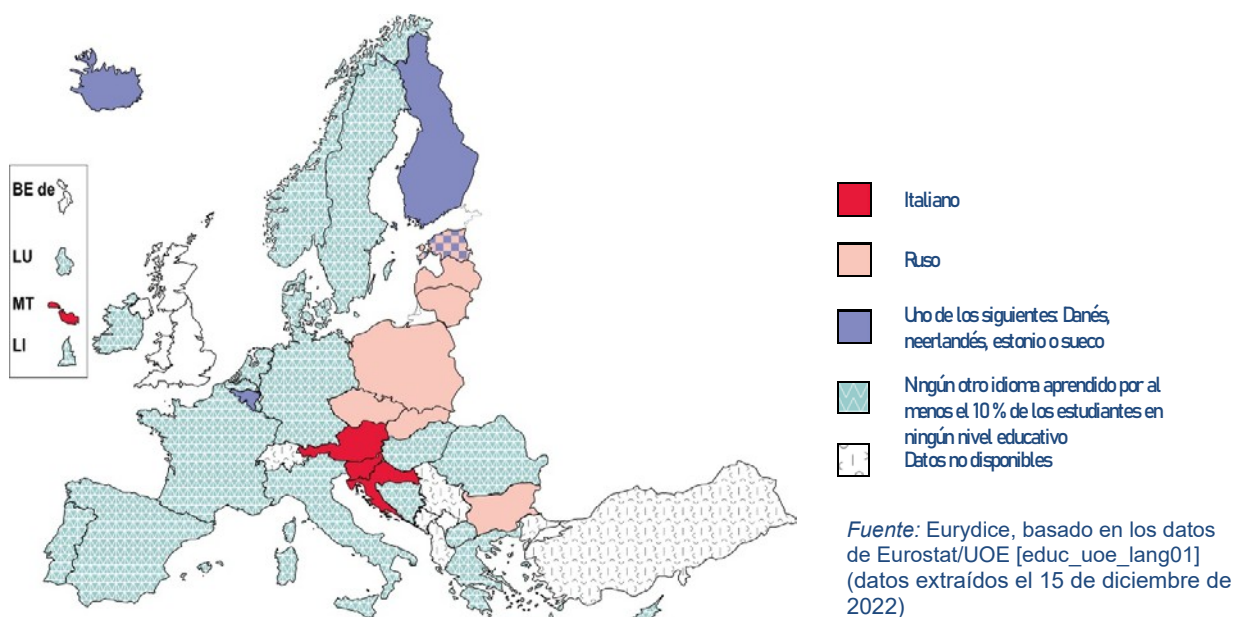 BE de
LU
MT
LI
Italiano
Ruso
Uno de los siguientes: Danés,
neerlandés, estonio o sueco
Ningún otro idioma aprendido por al
menos el 10 % de los estudiantes en
ningún nivel educativo
Datos no disponibles
Fuente: Eurydice, basado en los datos
de Eurostat/UOE [educ_uoe_lang01]
(datos extraídos el 15 de diciembre de
2022)